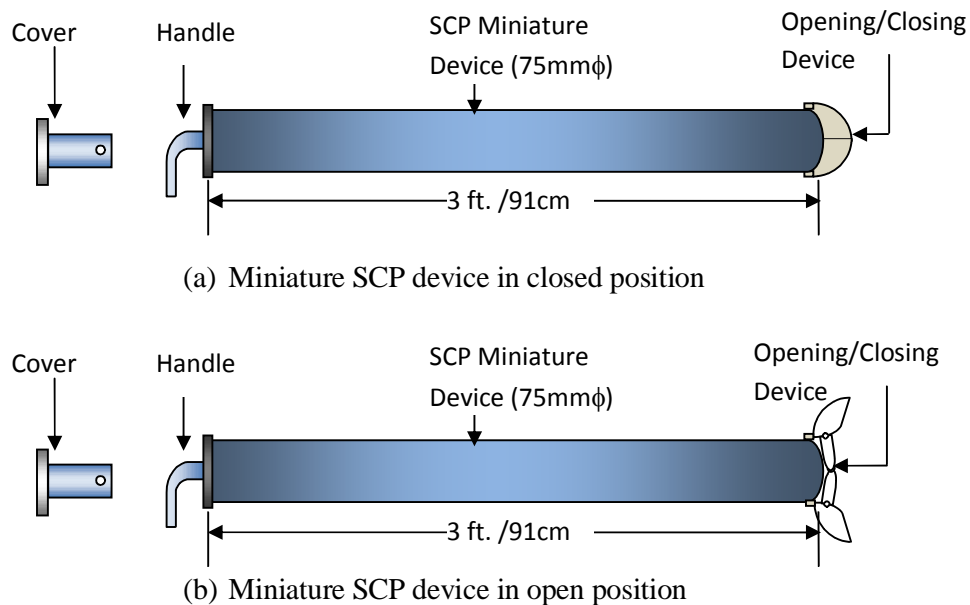 Cover
Handle
SCP Miniature
Device (75mmϕ)
Opening/Closing
Device
3 ft. /91cm
(a) Miniature SCP device in closed position
Cover
Handle
SCP Miniature
Device (75mmϕ)
Opening/Closing
Device
3 ft. /91cm
(b) Miniature SCP device in open position